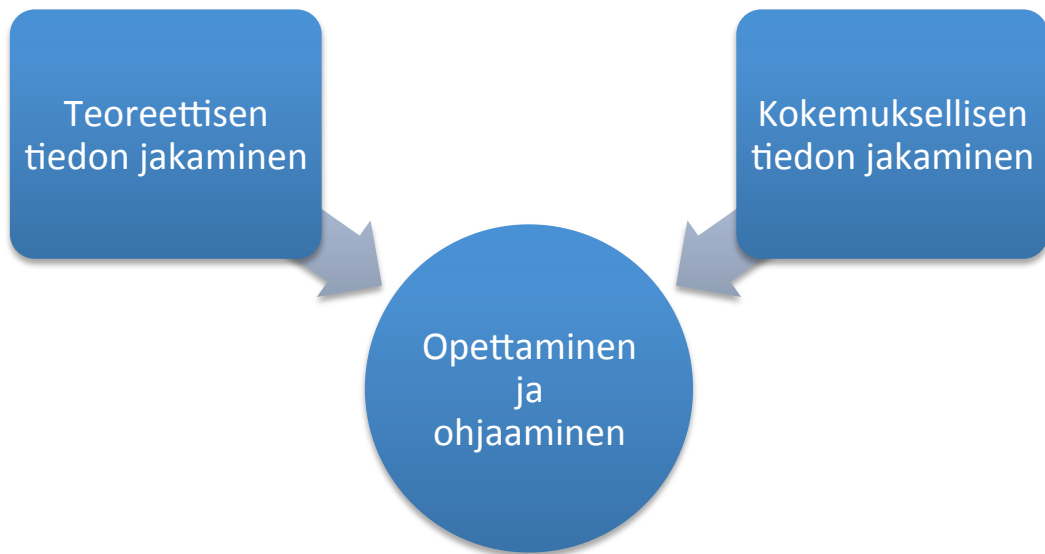 Teoreettisen
tiedon jakaminen
Kokemuksellisen
tiedon jakaminen
Opettaminen
ja
ohjaaminen